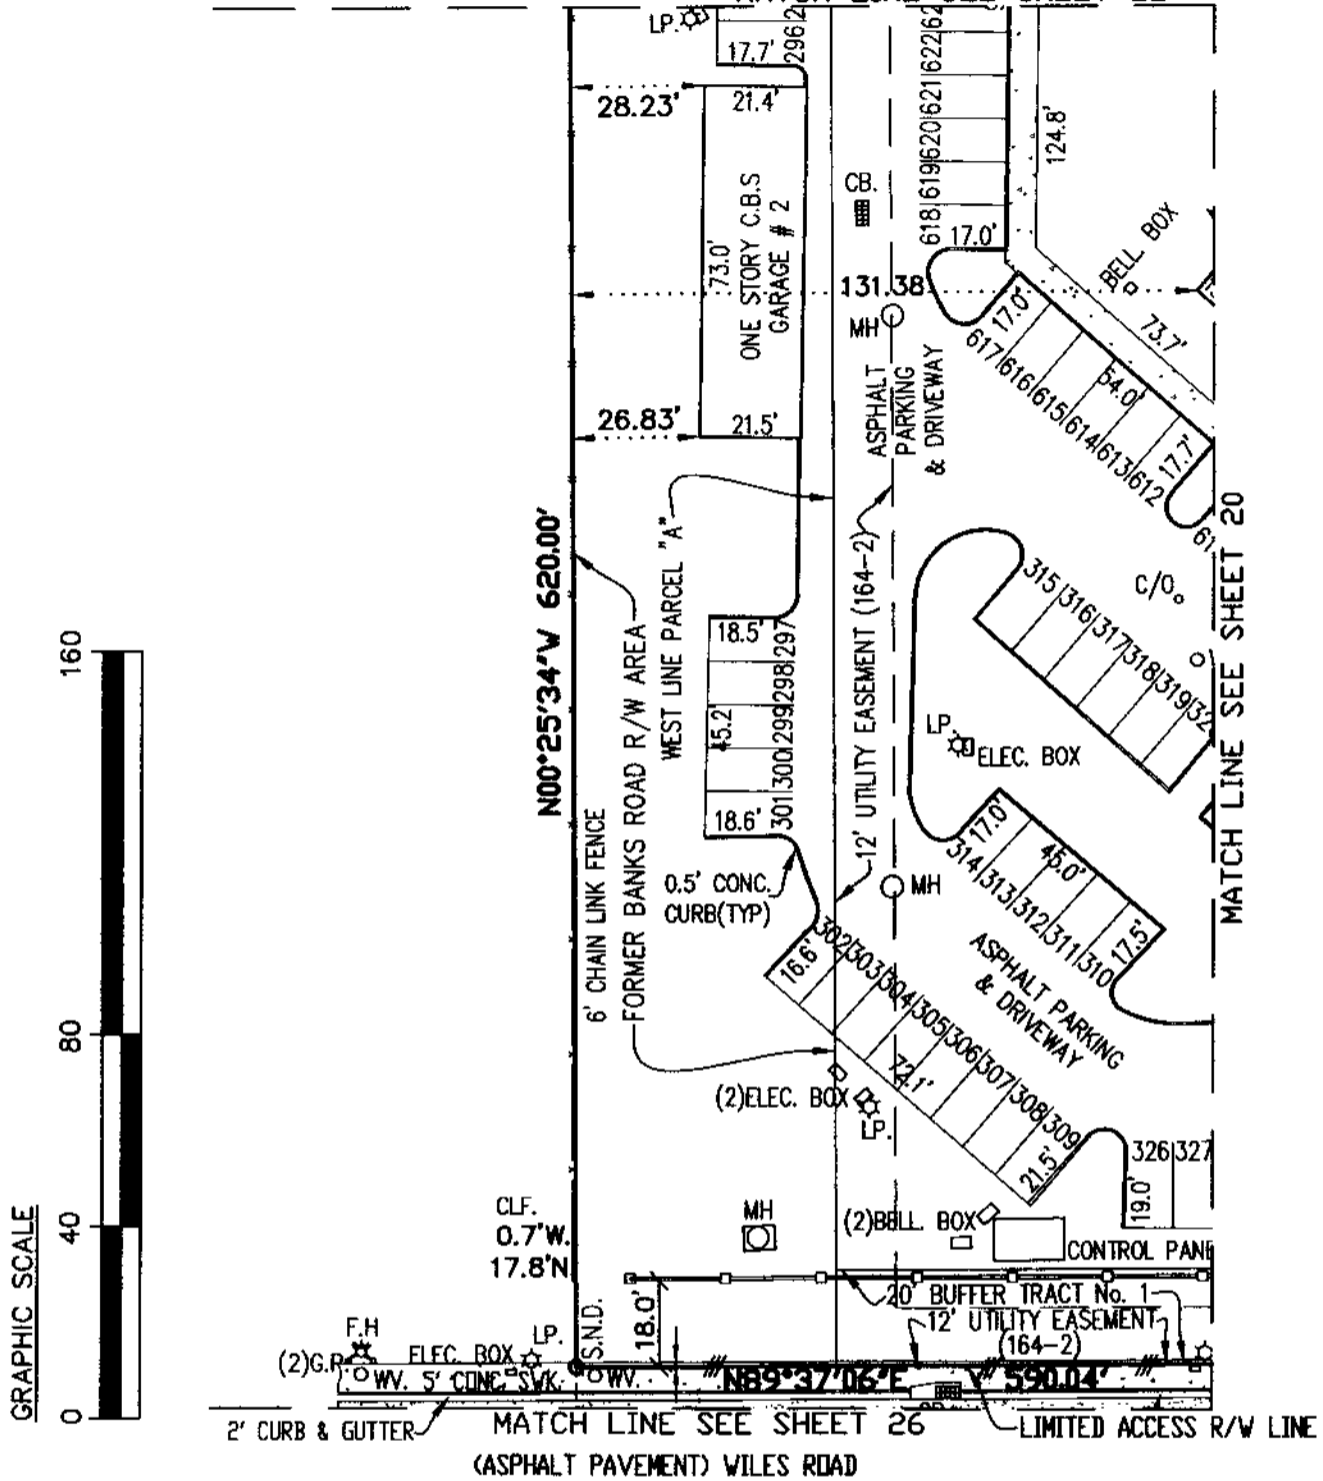 LP.
17.7'
296
622
28.23'
21.4'
621
620
619
618
124.8'
CB.
17.0'
BELL. BOX
ONE STORY C.B.S
GARAGE # 2
73.0'
131.38
MH
17.0'
73.7'
617 616 615 614 613 612
54.0'
17.7'
ASPHALT
PARKING
& DRIVEWAY
26.83'
21.5'
N00°25'34"W 620.00'
WEST LINE PARCEL "A"
FORMER BANKS ROAD R/W AREA
6' CHAIN LINK FENCE
12' UTILITY EASEMENT (164-2)
61
315 316 317 318 319 32
C/O
MATCH LINE SEE SHEET 20
18.5'
45.2'
301 300 299 298 297
18.6'
LP.
ELEC. BOX
0.5' CONC.
CURB(TYP)
MH
17.0'
45.0'
314 313 312 311 310
17.5'
16.6'
302 303 304 305 306 307 308 309
72.1'
21.5'
ASPHALT PARKING
& DRIVEWAY
(2)ELEC. BOX
LP.
326 327
19.0'
GRAPHIC SCALE
0 40 80 160
CLF.
0.7'W.
17.8'N
MH
(2)BELL. BOX
CONTROL PANE
18.0'
S.N.D.
20' BUFFER TRACT No. 1
12' UTILITY EASEMENT
(164-2)
F.H
(2)G.P.
ELEC. BOX
LP.
WV.
5' CONC. SWK.
WV.
N89°37'06"E
590.04'
2' CURB & GUTTER
MATCH LINE SEE SHEET 26
LIMITED ACCESS R/W LINE
(ASPHALT PAVEMENT) WILES ROAD